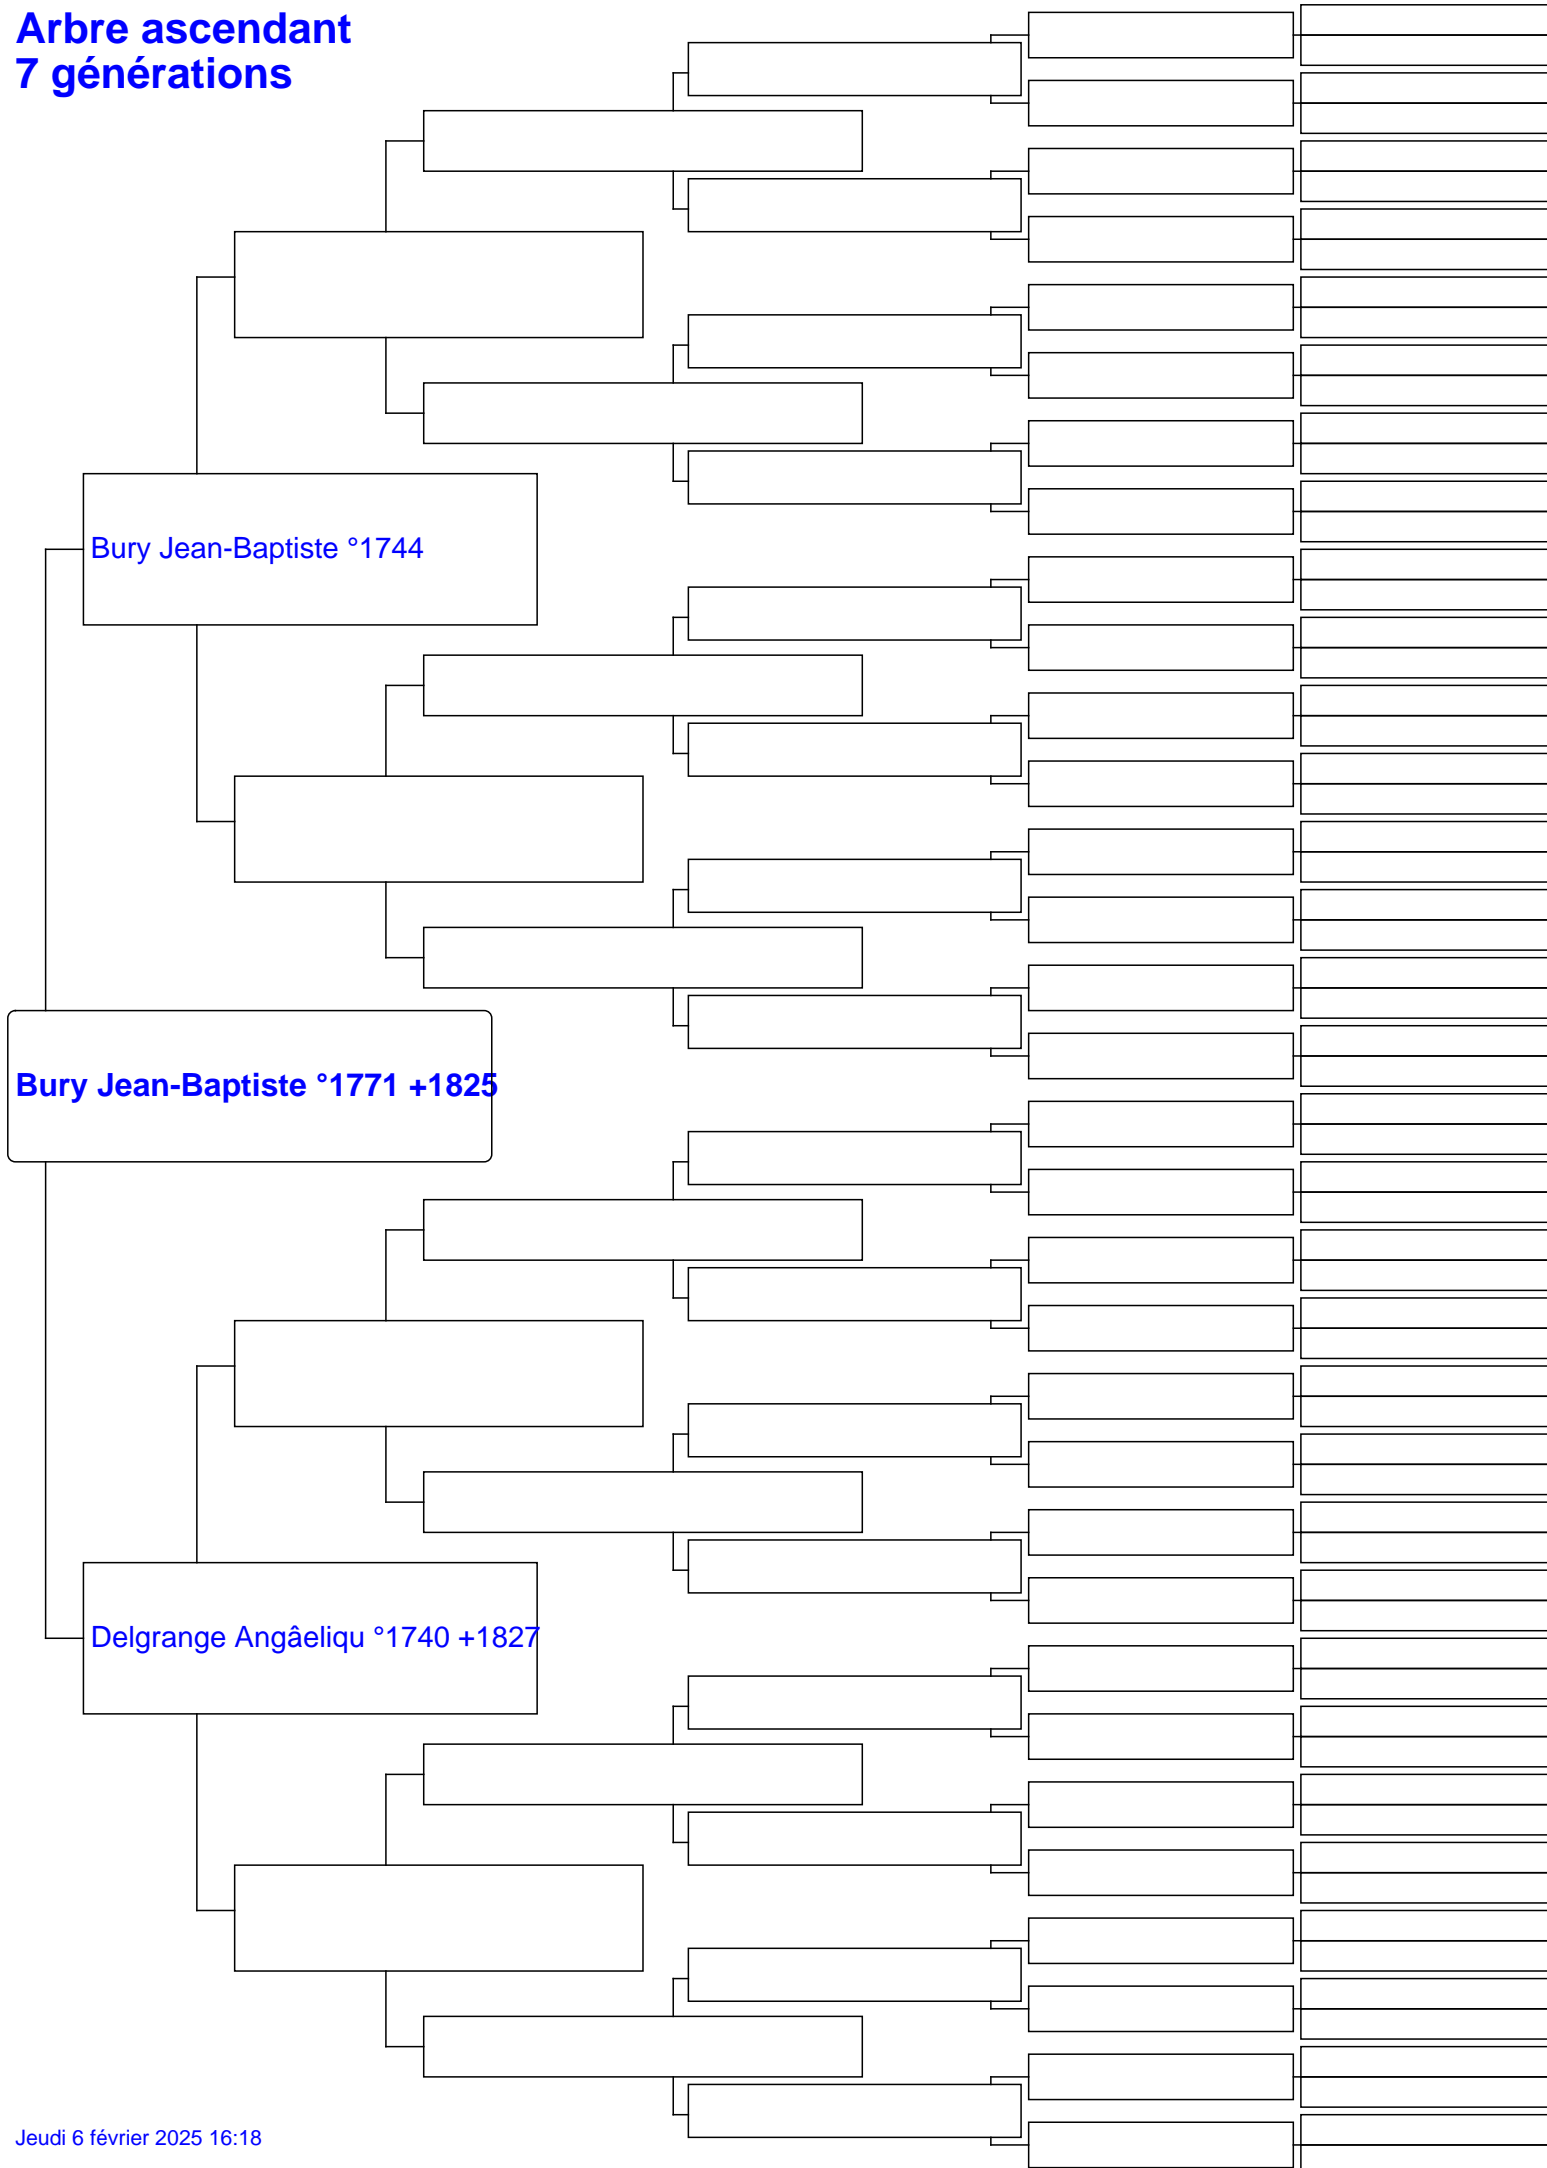 Arbre ascendant
7 générations
Bury Jean-Baptiste °1744
Bury Jean-Baptiste °1771 +1825
Delgrange Angâeliqu °1740 +1827
Jeudi 6 février 2025 16:18